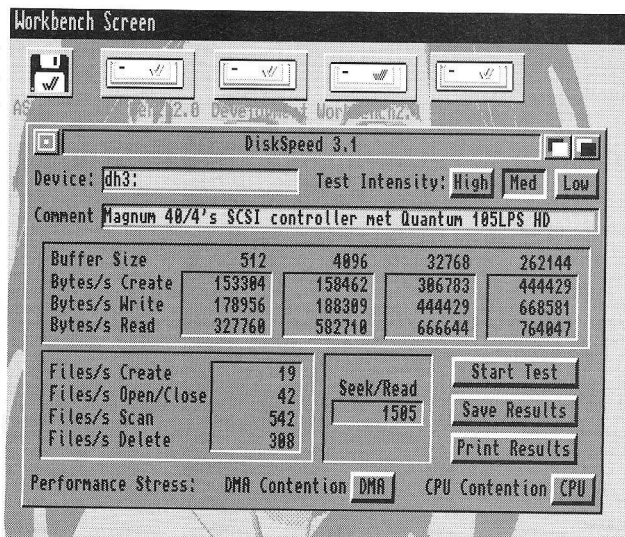 Workbench Screen
2.0 Development
DiskSpeed 3.1
Device: dh3: Test Intensity: High Med Low
Comment Magnum 40/4's SCSI controller met Quantum 105LPS HD
Buffer Size 512 4096 32768 262144
Bytes/s Create 153304 158462 306783 444429
Bytes/s Write 178956 188309 444429 668581
Bytes/s Read 327760 582710 666644 764047
Files/s Create 19
Files/s Open/Close 42
Files/s Scan 542
Files/s Delete 308
Seek/Read
1505
Start Test
Save Results
Print Results
Performance Stress: DMA Contention DMA CPU Contention CPU